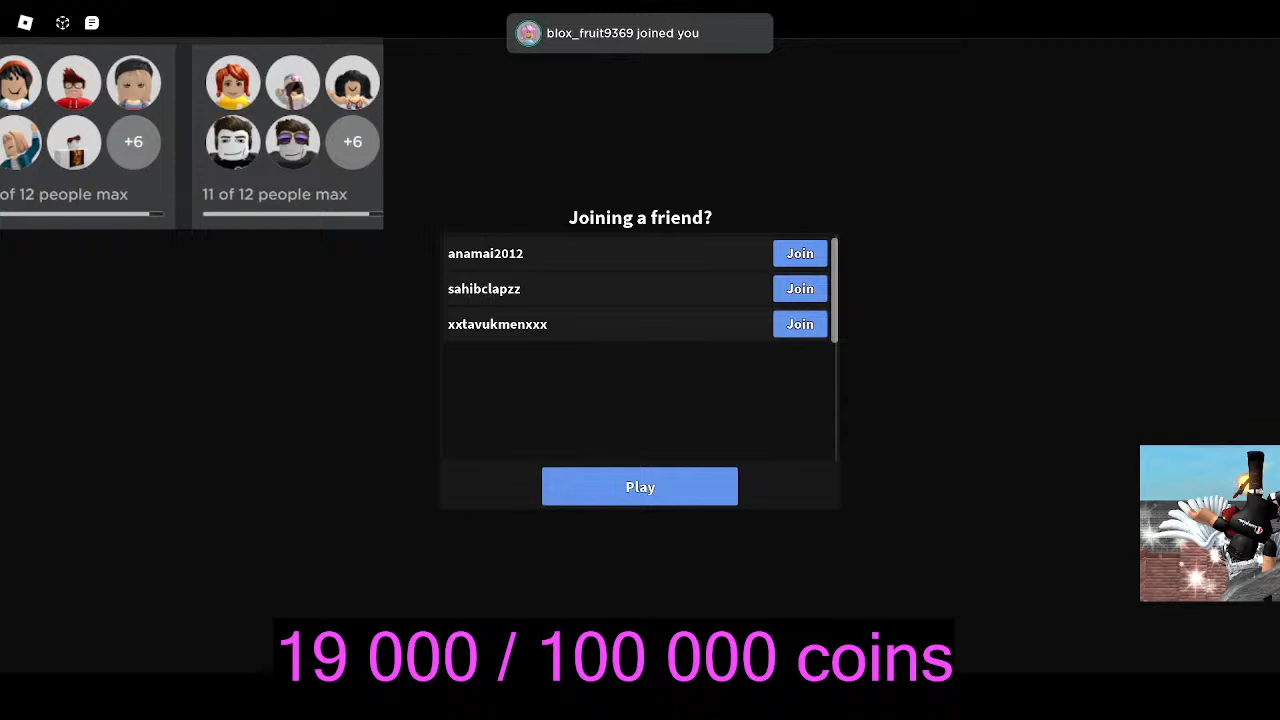 blox_fruit9369 joined you
+6
+6
of 12 people max
11 of 12 people max
Joining a friend?
anamai2012
Join
sahibclapzz
Join
xxtavukmenxxx
Join
Play
19 000 / 100 000 coins